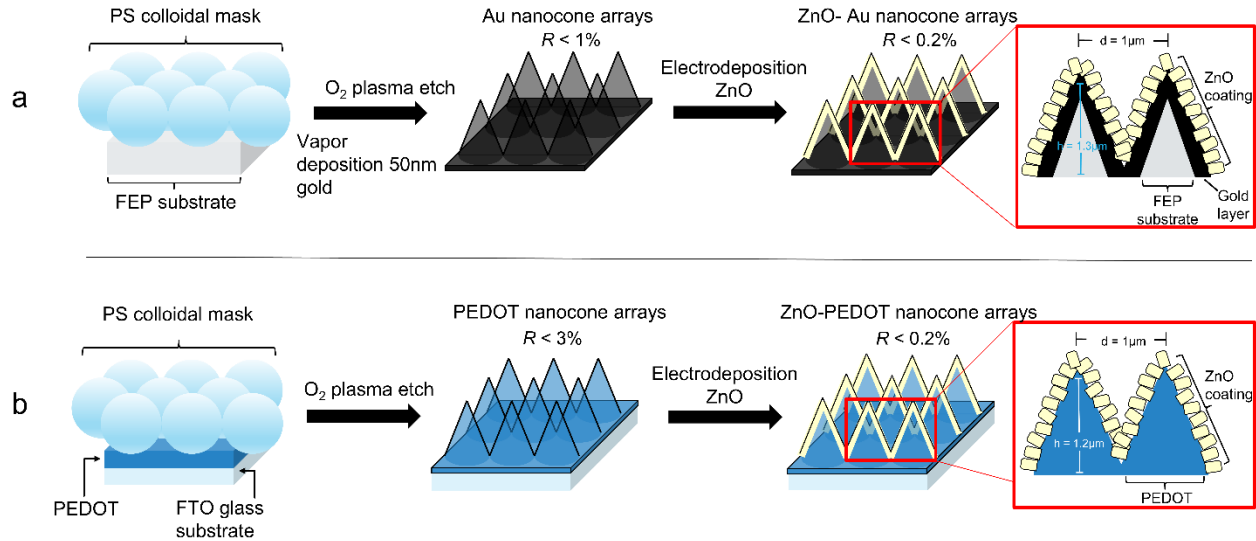 a
PS colloidal mask
FEP substrate
O₂ plasma etch
Vapor
deposition 50nm
gold
Au nanocone arrays
R < 1%
Electrodeposition
ZnO
ZnO- Au nanocone arrays
R < 0.2%
d = 1μm
ZnO
coating
h = 1.3μm
FEP
substrate
Gold
layer
b
PS colloidal mask
PEDOT
FTO glass
substrate
O₂ plasma etch
PEDOT nanocone arrays
R < 3%
Electrodeposition
ZnO
ZnO-PEDOT nanocone arrays
R < 0.2%
d = 1μm
ZnO
coating
h = 1.2μm
PEDOT